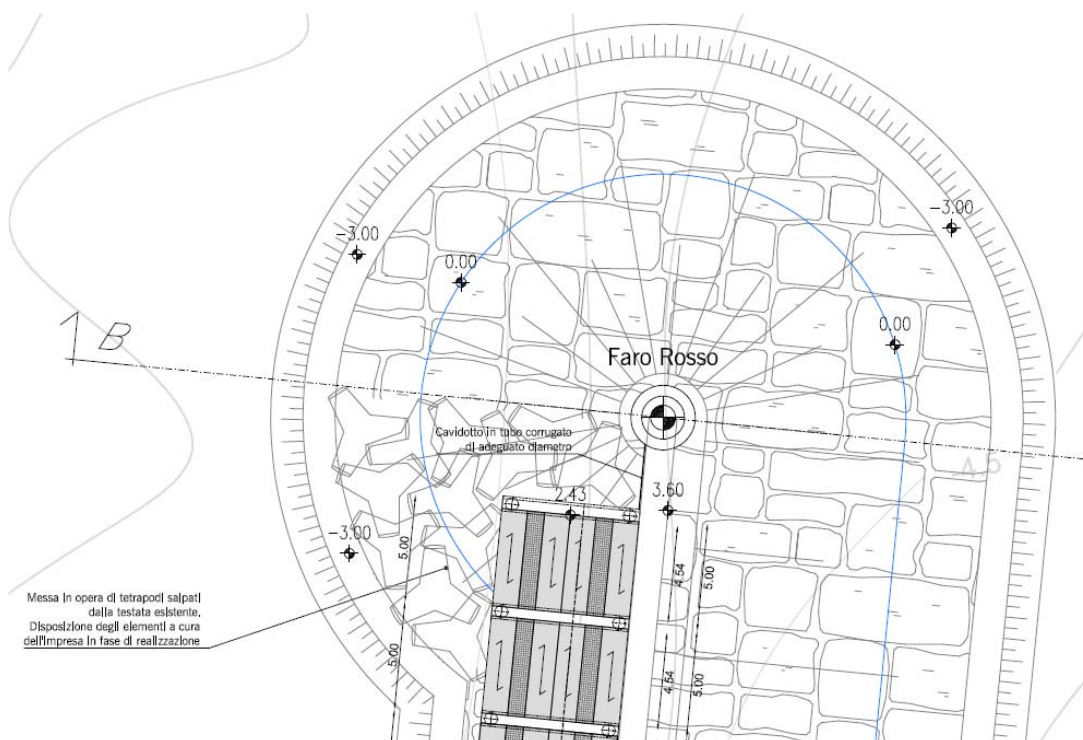 -3.00
-3.00
0.00
0.00
B
Faro Rosso
Cavidotto in tubo corrugato
di adeguato diametro
4.5
2.43
3.60
-3.00
5.00
4.54
5.00
Messa in opera di tetrapodi salpati
dalla testata esistente.
Disposizione degli elementi a cura
dell'impresa in fase di realizzazione
5.00
4.54
5.00